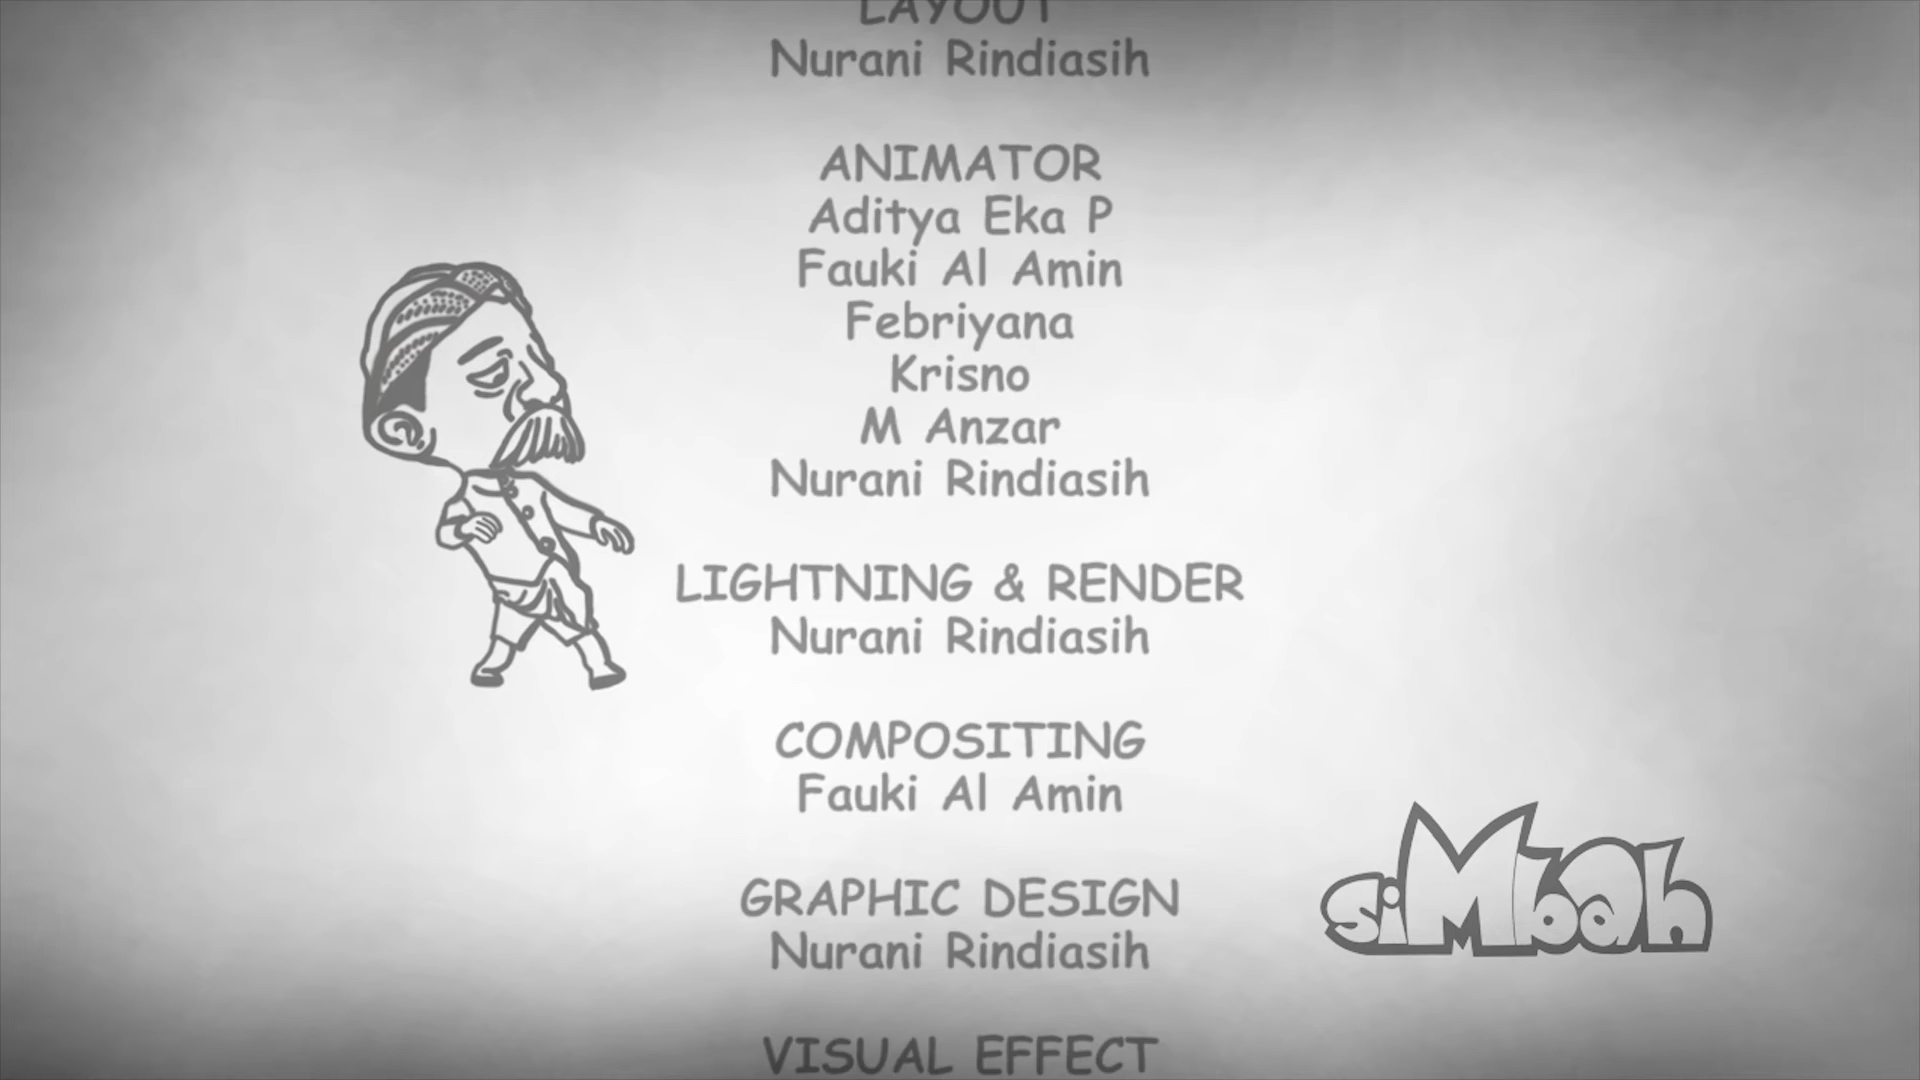 LAYOUT
Nurani Rindiasih
ANIMATOR
Aditya Eka P
Fauki Al Amin
Febriyana
Krisno
M Anzar
Nurani Rindiasih
LIGHTNING & RENDER
Nurani Rindiasih
COMPOSITING
Fauki Al Amin
GRAPHIC DESIGN
Nurani Rindiasih
VISUAL EFFECT
siMbah